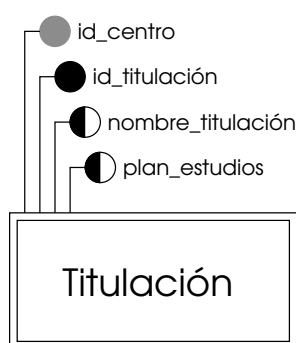 id_centro
id_titulación
nombre_titulación
plan_estudios
Titulación